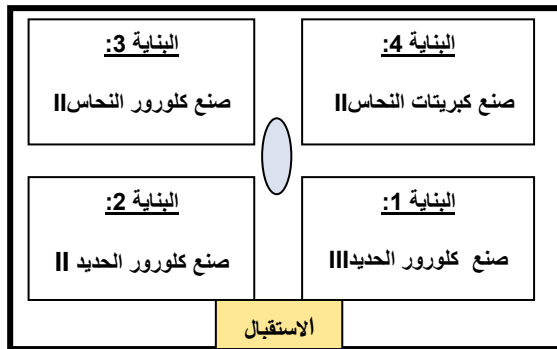 البناية 4:
صنع كبريتات النحاسII
البناية 3:
صنع كلورور النحاسII
البناية 1:
صنع كلورور الحديدIII
البناية 2:
صنع كلورور الحديد II
الاستقبال